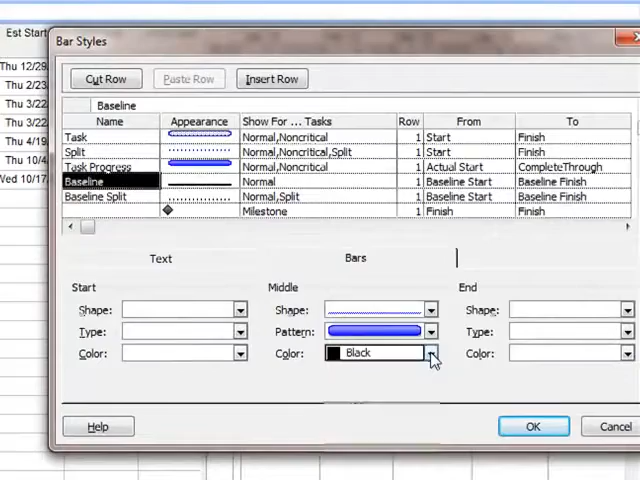 Est Start
Bar Styles
Thu 12/29
Cut Row Paste Row Insert Row
Thu 2/23
Thu 3/22
Baseline
Name Appearance Show For ... Tasks Row From To
Thu 4/19
Task Normal,Noncritical 1 Start Finish
Split Normal,Noncritical,Split 1 Start Finish
Thu 10/4
Task Progress Normal,Noncritical 1 Actual Start CompleteThrough
Wed 10/17
Baseline Normal 1 Baseline Start Baseline Finish
Baseline Split Normal,Split 1 Baseline Start Baseline Finish
Milestone 1 Finish Finish
Text Bars
Start Middle End
Shape: Shape: Shape:
Type: Pattern: Type:
Color: Color: Black Color:
Help OK Cancel